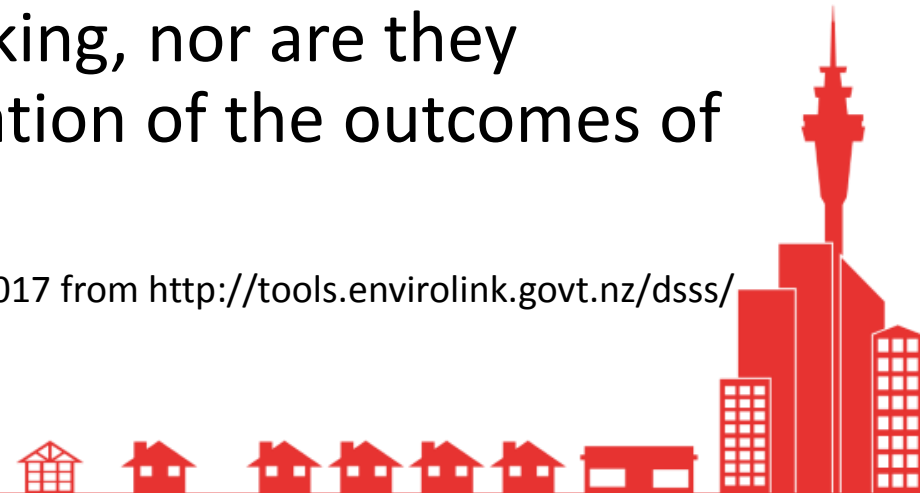 king, nor are they
ation of the outcomes of
017 from http://tools.envirolink.govt.nz/dsss/